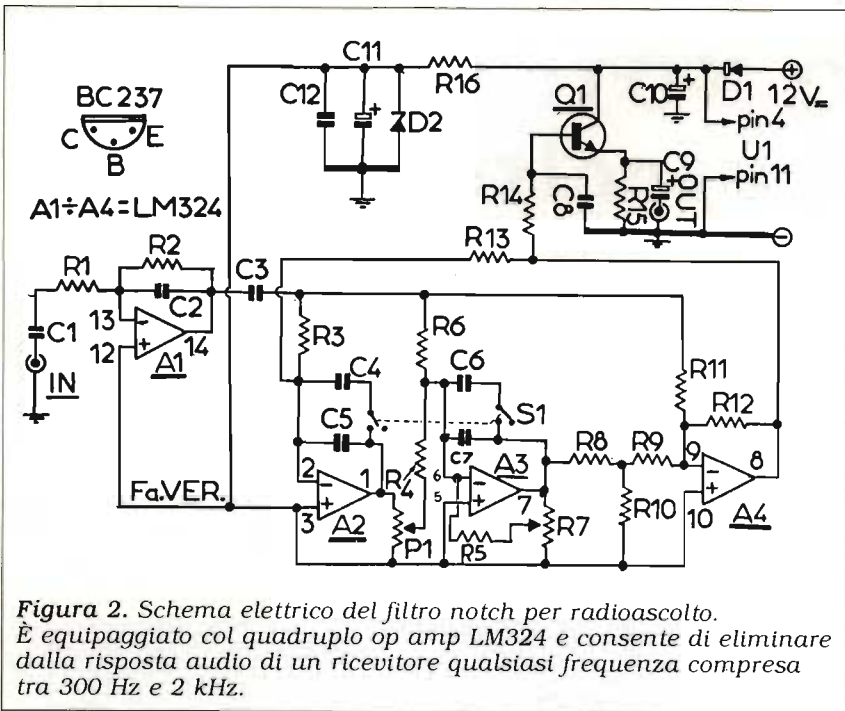 C11
R16
C12
D2
Q1
C10
D1
12V=
pin4
U1
pin11
BC237
C
E
B
R14
C8
R15
C9
OUT
A1÷A4=LM324
R13
R2
R1
C3
C2
C1
13
12
14
A1
IN
R3
R6
C4
C6
R11
S1
R12
C5
C7
A3
R8
R9
9
8
2
1
R4
6
5
7
Fa.VER.
3
A2
P1
R5
R7
R10
10
A4
Figura 2. Schema elettrico del filtro notch per radioascolto.
È equipaggiato col quadruplo op amp LM324 e consente di eliminare
dalla risposta audio di un ricevitore qualsiasi frequenza compresa
tra 300 Hz e 2 kHz.